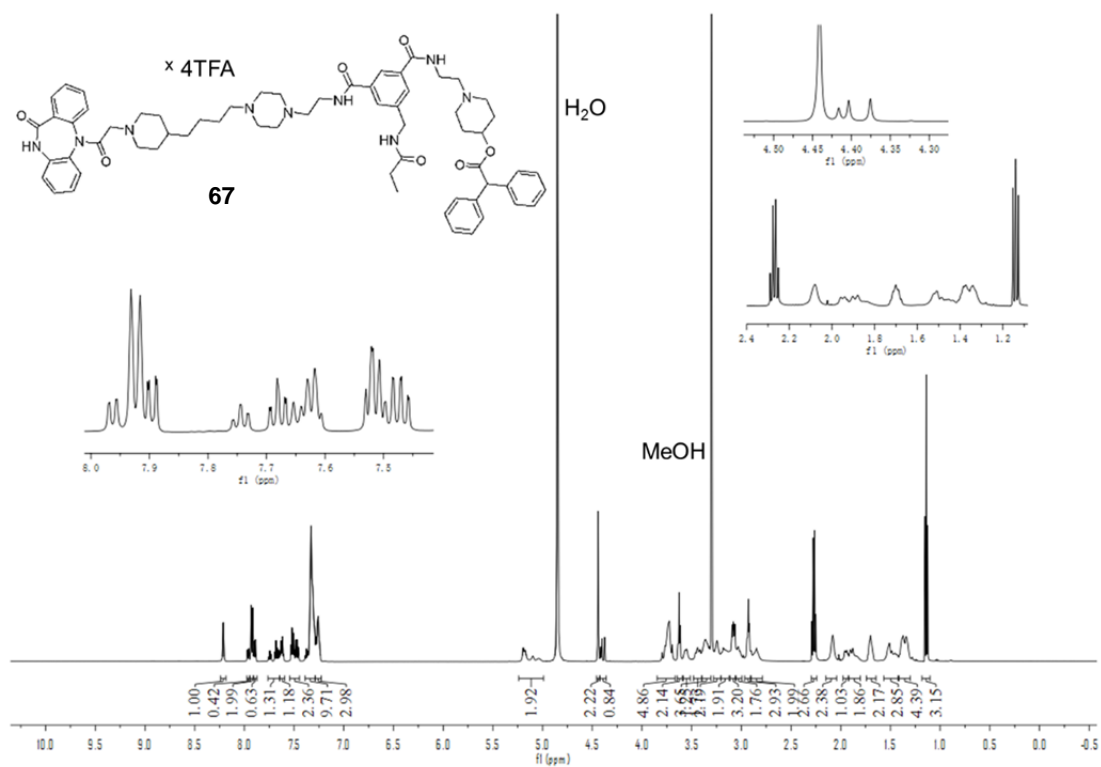 x 4TFA
O
NH
O
NH
N
O
NH
N
N
N
O
HN
N
O
NH
O
O
O
67
H₂O
MeOH
4.50 4.45 4.40 4.35 4.30
f1 (ppm)
2.4 2.2 2.0 1.8 1.6 1.4 1.2
f1 (ppm)
8.0 7.9 7.8 7.7 7.6 7.5
f1 (ppm)
1.00
0.42
1.99
0.63
1.31
1.18
2.36
9.71
2.98
1.92
2.22
0.84
4.86
2.14
1.91
3.20
1.76
2.93
1.99
2.66
2.38
1.03
1.86
2.17
2.85
4.39
3.15
10.0 9.5 9.0 8.5 8.0 7.5 7.0 6.5 6.0 5.5 5.0 4.5 4.0 3.5 3.0 2.5 2.0 1.5 1.0 0.5 0.0 -0.5
f1 (ppm)